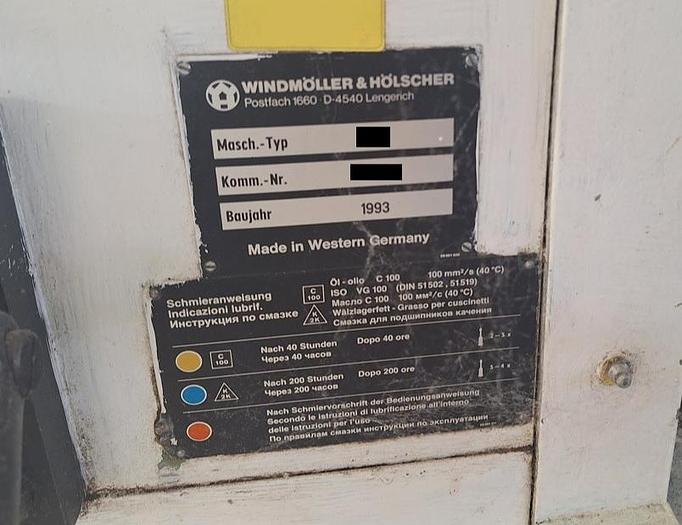 WINDMÖLLER & HÖLSCHER
Postfach 1660 · D-4540 Lengerich
Masch.-Typ
Komm.-Nr.
Baujahr 1993
Made in Western Germany
Schmieranweisung
Indicazioni lubrif.
Инструкция по смазке
C 100
K 2K
Öl - olio C 100 100 mm²/s (40 °C)
ISO VG 100 (DIN 51502, 51519)
Масло C 100 100 мм²/с (40 °C)
Wälzlagerfett - Grasso per cuscinetti
Смазка для подшипников качения
C 100
Nach 40 Stunden Dopo 40 ore
Через 40 часов
K 2K
Nach 200 Stunden Dopo 200 ore
Через 200 часов
Nach Schmiervorschrift der Bedienungsanweisung
Secondo le istruzioni di lubrificazione all'interno
delle istruzioni per l'uso
По правилам смазки инструкции по эксплуатации